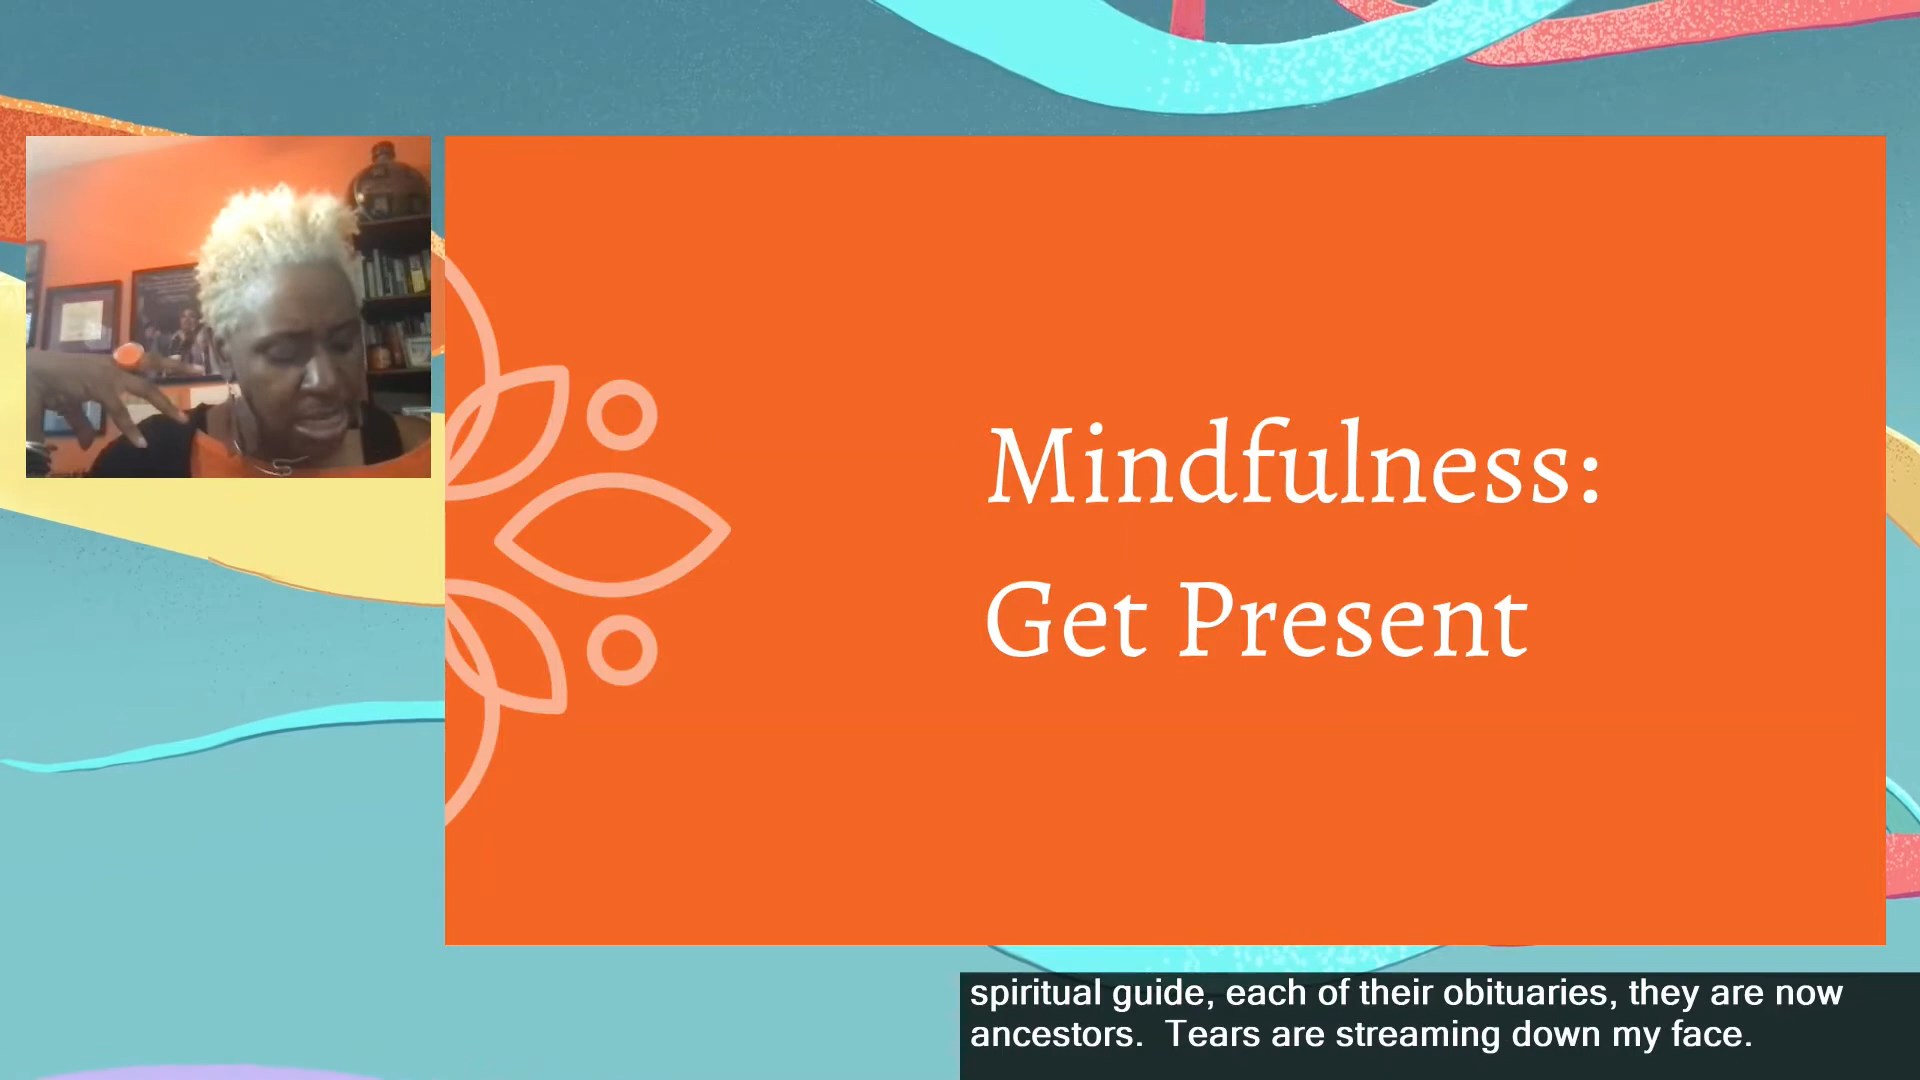 Mindfulness:
Get Present
spiritual guide, each of their obituaries, they are now
ancestors.  Tears are streaming down my face.